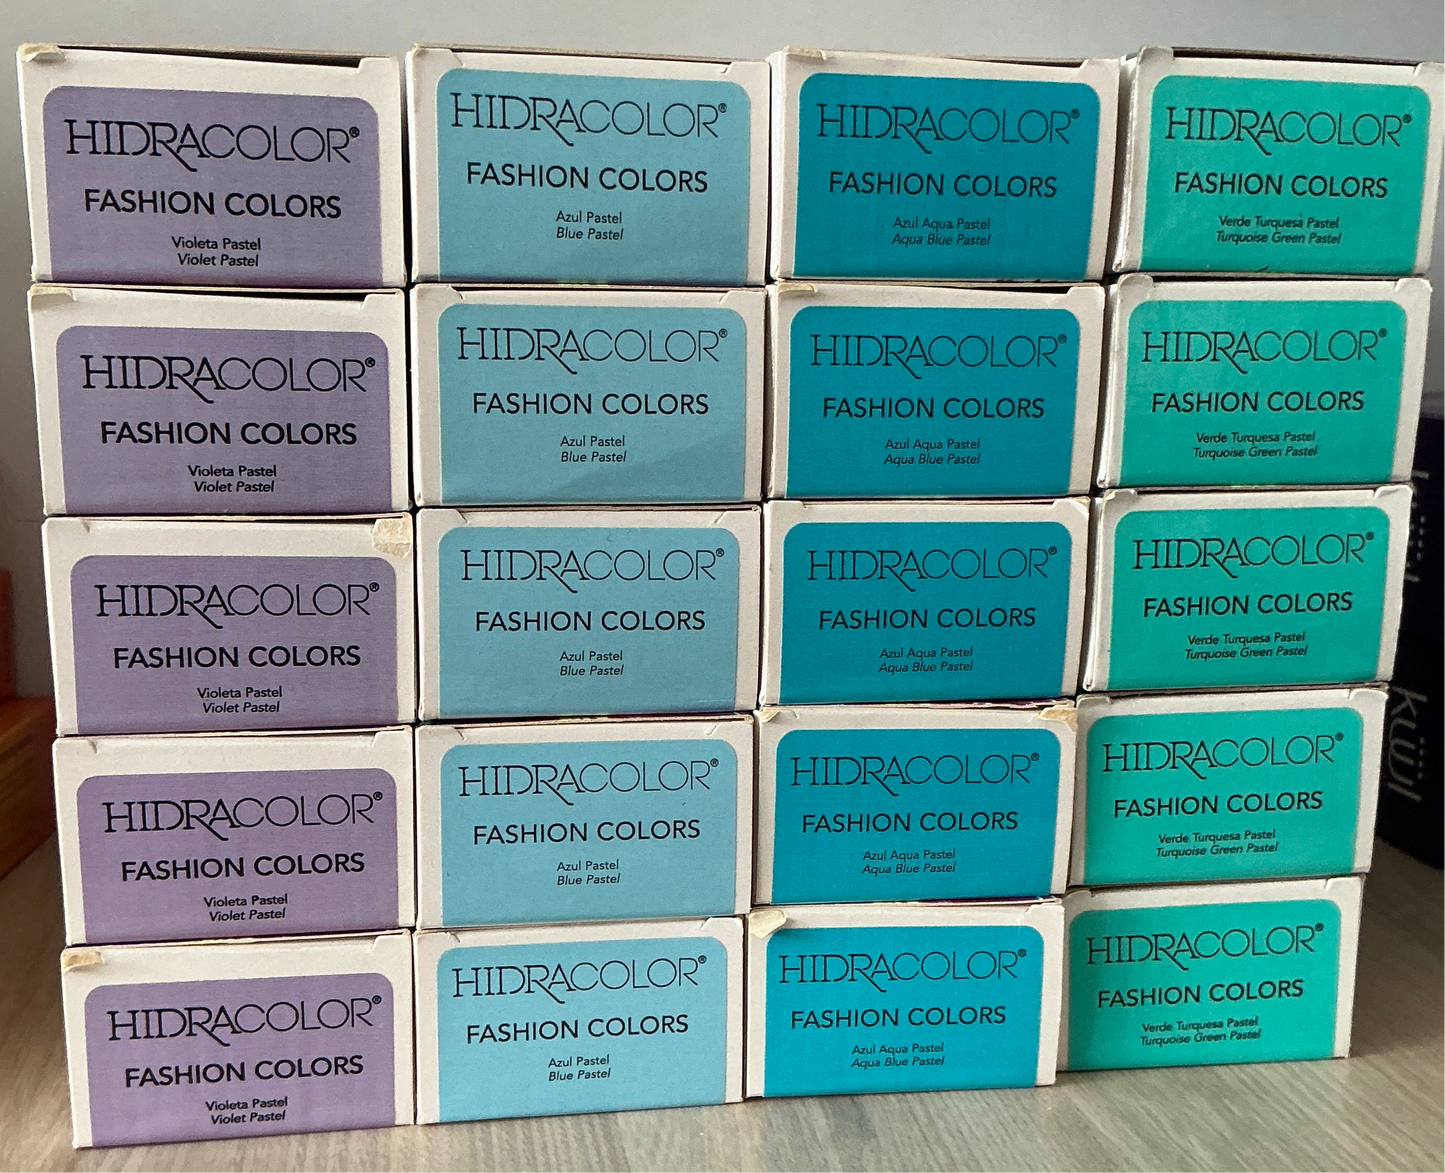 HIDRACOLOR®
FASHION COLORS
Violeta Pastel
Violet Pastel
HIDRACOLOR®
FASHION COLORS
Azul Pastel
Blue Pastel
HIDRACOLOR®
FASHION COLORS
Azul Aqua Pastel
Aqua Blue Pastel
HIDRACOLOR®
FASHION COLORS
Verde Turquesa Pastel
Turquoise Green Pastel
HIDRACOLOR®
FASHION COLORS
Violeta Pastel
Violet Pastel
HIDRACOLOR®
FASHION COLORS
Azul Pastel
Blue Pastel
HIDRACOLOR®
FASHION COLORS
Azul Aqua Pastel
Aqua Blue Pastel
HIDRACOLOR®
FASHION COLORS
Verde Turquesa Pastel
Turquoise Green Pastel
HIDRACOLOR®
FASHION COLORS
Violeta Pastel
Violet Pastel
HIDRACOLOR®
FASHION COLORS
Azul Pastel
Blue Pastel
HIDRACOLOR®
FASHION COLORS
Azul Aqua Pastel
Aqua Blue Pastel
HIDRACOLOR®
FASHION COLORS
Verde Turquesa Pastel
Turquoise Green Pastel
HIDRACOLOR®
FASHION COLORS
Violeta Pastel
Violet Pastel
HIDRACOLOR®
FASHION COLORS
Azul Pastel
Blue Pastel
HIDRACOLOR®
FASHION COLORS
Azul Aqua Pastel
Aqua Blue Pastel
HIDRACOLOR®
FASHION COLORS
Verde Turquesa Pastel
Turquoise Green Pastel
HIDRACOLOR®
FASHION COLORS
Violeta Pastel
Violet Pastel
HIDRACOLOR®
FASHION COLORS
Azul Pastel
Blue Pastel
HIDRACOLOR®
FASHION COLORS
Azul Aqua Pastel
Aqua Blue Pastel
HIDRACOLOR®
FASHION COLORS
Verde Turquesa Pastel
Turquoise Green Pastel